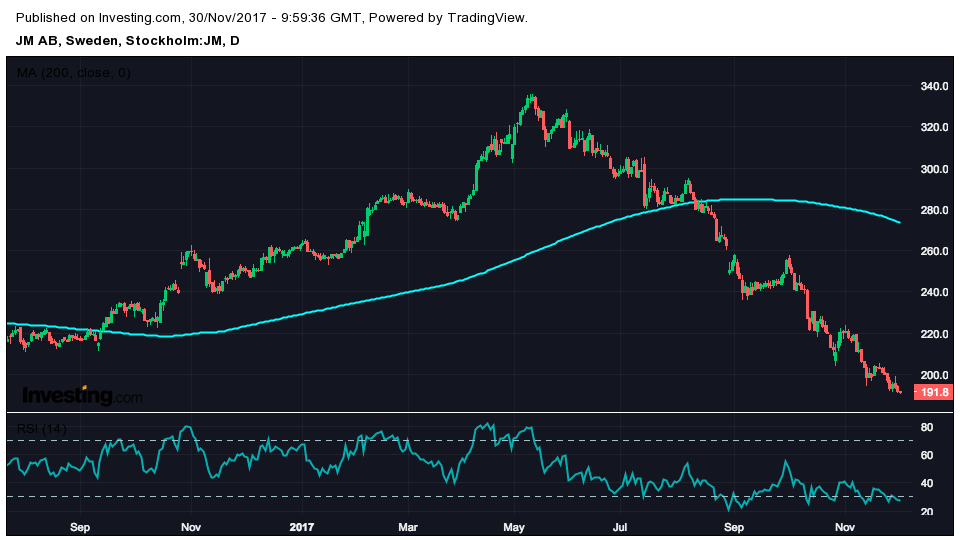 Published on Investing.com, 30/Nov/2017 - 9:59:36 GMT, Powered by TradingView.
JM AB, Sweden, Stockholm:JM, D
MA (200, close, 0)
340.0
320.0
300.0
280.0
260.0
240.0
220.0
200.0
191.8
Investing.com
RSI (14)
80
60
40
20
Sep Nov 2017 Mar May Jul Sep Nov